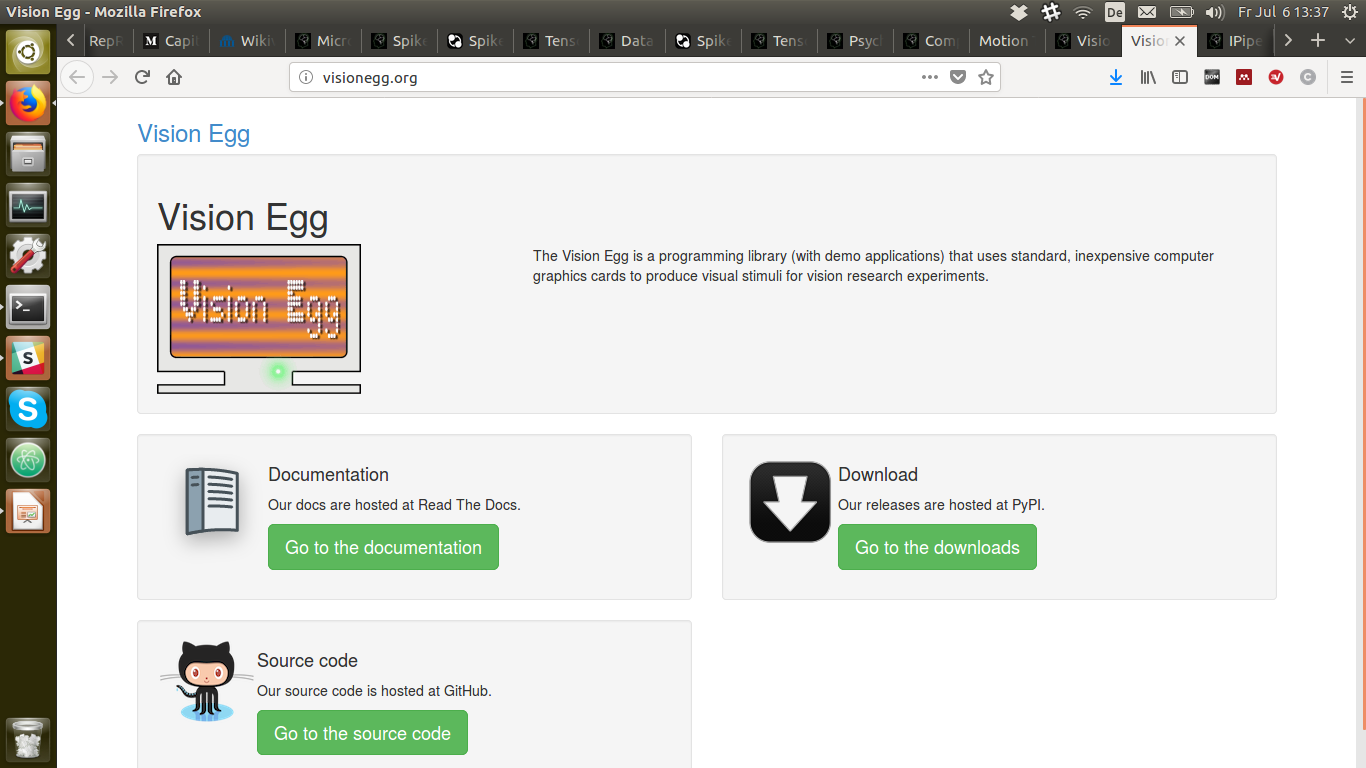 Vision Egg - Mozilla Firefox
De
Fr Jul 6 13:37
RepR
Capit
Wikiv
Micro
Spike
Spike
Tens
Data
Spike
Tens
Psyc
Com
Motion
Visio
Vision
IPipe
visionegg.org
DOM
Vision Egg
Vision Egg
Vision Egg
The Vision Egg is a programming library (with demo applications) that uses standard, inexpensive computer
graphics cards to produce visual stimuli for vision research experiments.
Documentation
Our docs are hosted at Read The Docs.
Go to the documentation
Download
Our releases are hosted at PyPI.
Go to the downloads
Source code
Our source code is hosted at GitHub.
Go to the source code